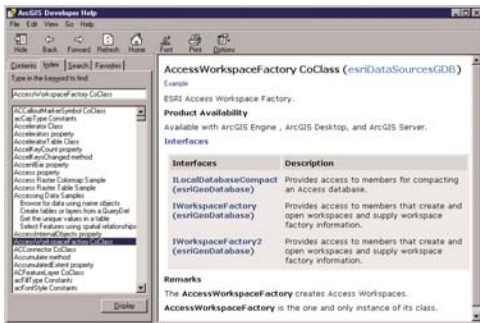 ArcGIS Developer Help
File Edit View Go Help
Hide Back Forward Refresh Home Font Print Options
Contents Index Search Favorites
Type in the keyword to find:
AccessWorkspaceFactory CoClass
ACCalloutMarkerSymbol CoClass
acCapType Constants
Accelerator Class
Accelerators property
AcceleratorTable Class
AccelKeyCount property
AccelKeysChanged method
AccentBar property
Access property
Access Raster Colormap Sample
Access Raster Table Sample
Accessing Data Samples
Browse for data using name objects
Create tables or layers from a QueryDef
Get the unique values in a table
Select Features using spatial relationships
AccessInternalObjects property
AccessWorkspaceFactory CoClass
ACConnector CoClass
Accumulate method
AccumulatedExtent property
ACFeatureLayer CoClass
acFillType Constants
acFontStyle Constants
Display
AccessWorkspaceFactory CoClass (esriDataSourcesGDB)
Example
ESRI Access Workspace Factory.
Product Availability
Available with ArcGIS Engine , ArcGIS Desktop, and ArcGIS Server.
Interfaces
Interfaces Description
ILocalDatabaseCompact Provides access to members for compacting
(esriGeoDatabase) an Access database.
IWorkspaceFactory Provides access to members that create and
(esriGeoDatabase) open workspaces and supply workspace
factory information.
IWorkspaceFactory2 Provides access to members that create and
(esriGeoDatabase) open workspaces and supply workspace
factory information.
Remarks
The AccessWorkspaceFactory creates Access Workspaces.
AccessWorkspaceFactory is the one and only instance of its class.